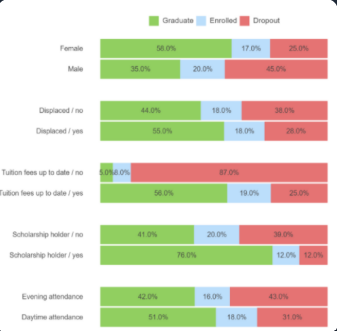 Graduate Enrolled Dropout
Female 58.0% 17.0% 25.0%
Male 35.0% 20.0% 45.0%
Displaced / no 44.0% 18.0% 38.0%
Displaced / yes 55.0% 18.0% 28.0%
Tuition fees up to date / no 5.0% 8.0% 87.0%
Tuition fees up to date / yes 56.0% 19.0% 25.0%
Scholarship holder / no 41.0% 20.0% 39.0%
Scholarship holder / yes 76.0% 12.0% 12.0%
Evening attendance 42.0% 16.0% 43.0%
Daytime attendance 51.0% 18.0% 31.0%